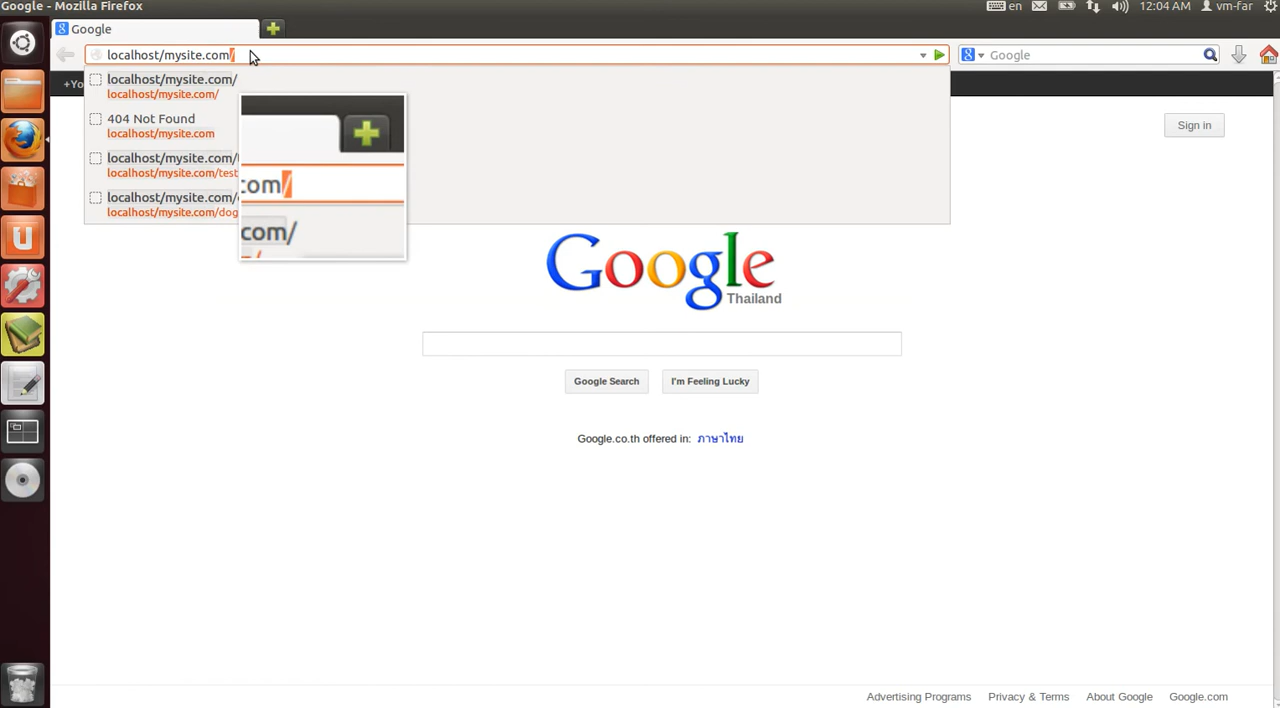 Google - Mozilla Firefox
en
12:04 AM
vm-far
Google
localhost/mysite.com/
Google
+Yo
localhost/mysite.com/
localhost/mysite.com/
404 Not Found
localhost/mysite.com
localhost/mysite.com/
localhost/mysite.com/test
localhost/mysite.com/
localhost/mysite.com/dog
com/
com/
Sign in
Google
Thailand
Google Search
I'm Feeling Lucky
Google.co.th offered in: ภาษาไทย
Advertising Programs
Privacy & Terms
About Google
Google.com